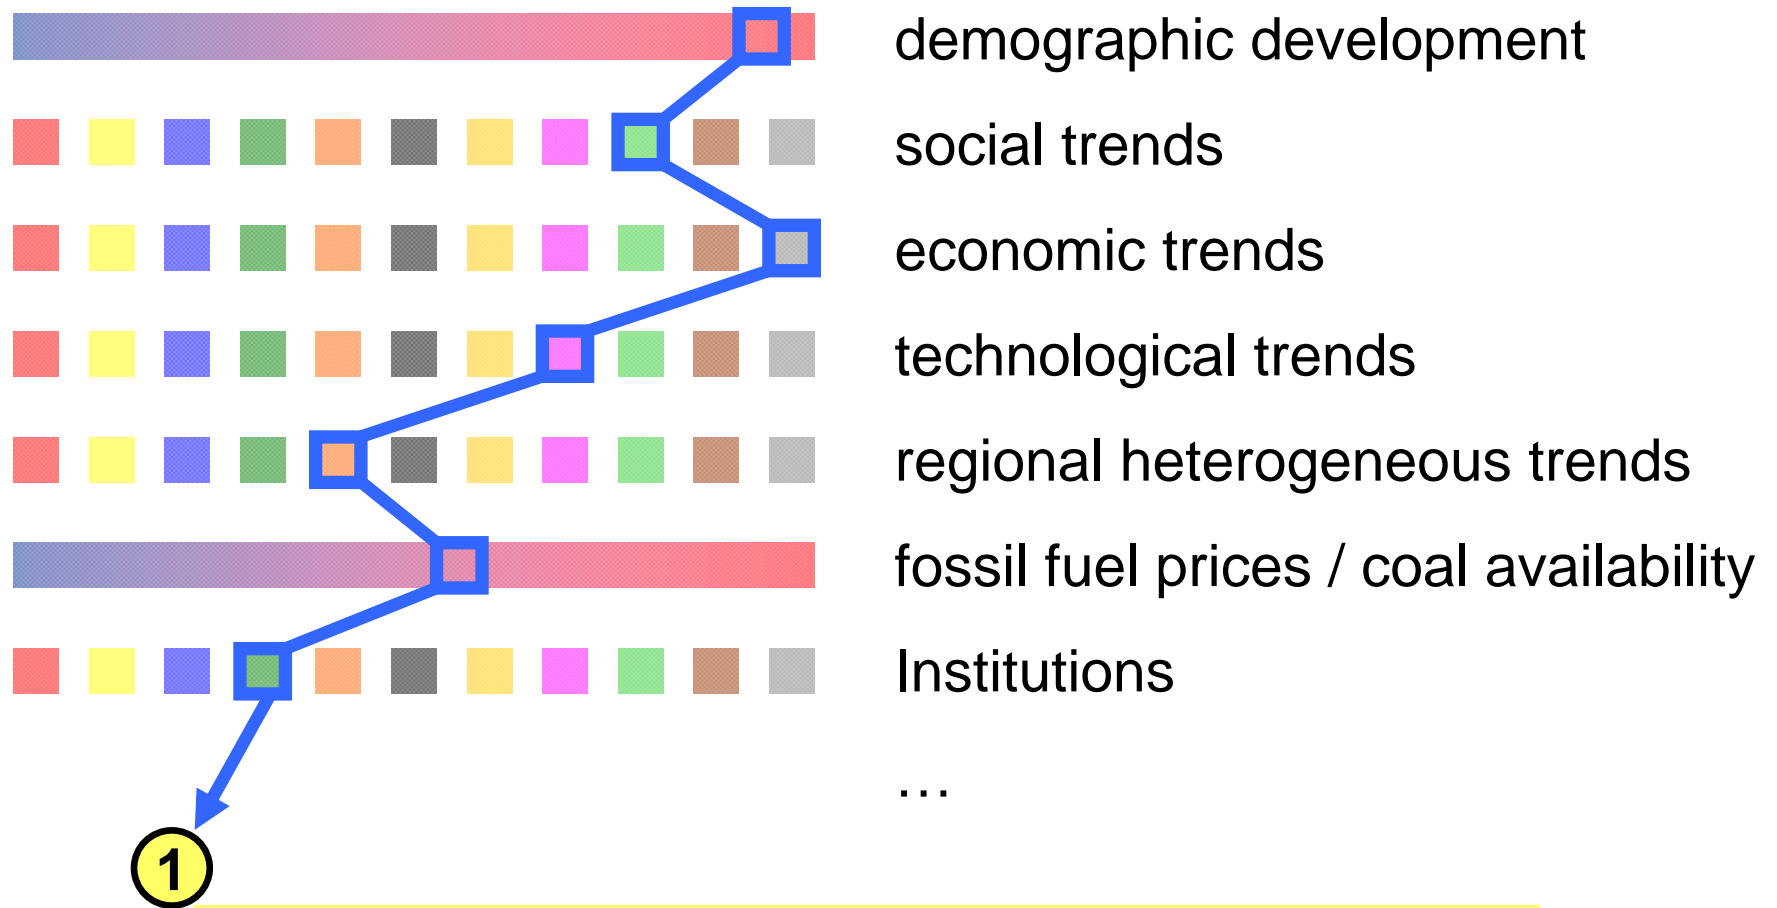 demographic development
social trends
economic trends
technological trends
regional heterogeneous trends
fossil fuel prices / coal availability
Institutions
…
1